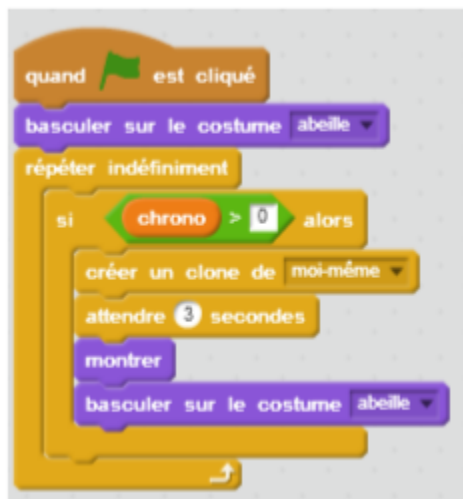 quand est cliqué
basculer sur le costume abeille
répéter indéfiniment
si chrono > 0 alors
créer un clone de moi-même
attendre 3 secondes
montrer
basculer sur le costume abeille